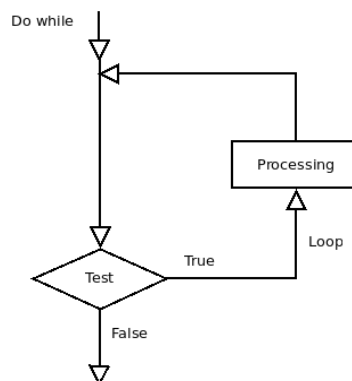 Do while
Processing
Loop
True
Test
False